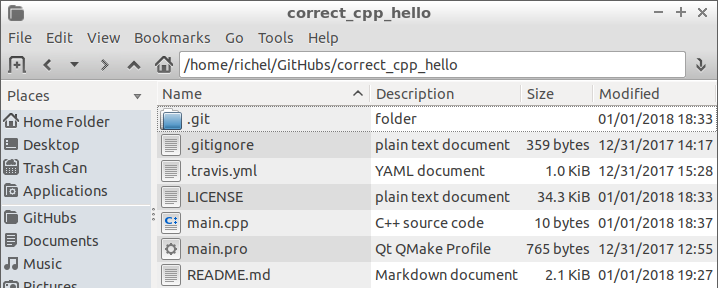 correct_cpp_hello
File Edit View Bookmarks Go Tools Help
/home/richel/GitHubs/correct_cpp_hello
Places
Home Folder
Desktop
Trash Can
Applications
GitHubs
Documents
Music
Pictures
Name Description Size Modified
.git folder 01/01/2018 18:33
.gitignore plain text document 359 bytes 12/31/2017 14:17
.travis.yml YAML document 1.0 KiB 12/31/2017 15:28
LICENSE plain text document 34.3 KiB 01/01/2018 18:33
main.cpp C++ source code 10 bytes 01/01/2018 18:37
main.pro Qt QMake Profile 765 bytes 12/31/2017 12:55
README.md Markdown document 2.1 KiB 01/01/2018 19:27